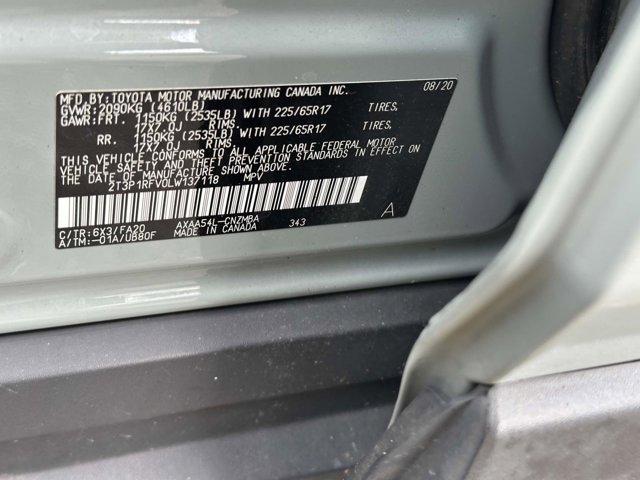 MFD.BY:TOYOTA MOTOR MANUFACTURING CANADA INC. 08/20
GVWR:2090KG (4610LB)
GAWR:FRT. 1150KG (2535LB) WITH 225/65R17 TIRES.
17X7.0J RIMS
RR. 1150KG (2535LB) WITH 225/65R17 TIRES.
17X7.0J RIMS.
THIS VEHICLE CONFORMS TO ALL APPLICABLE FEDERAL MOTOR
VEHICLE SAFETY AND THEFT PREVENTION STANDARDS IN
EFFECT ON THE DATE OF MANUFACTURE SHOWN ABOVE.
2T3P1RFV0LW137118 MPV
C/TR:6X3/FA20 AXAA54L-CNZMBA 343 A
A/TM:-01A/UB80F MADE IN CANADA